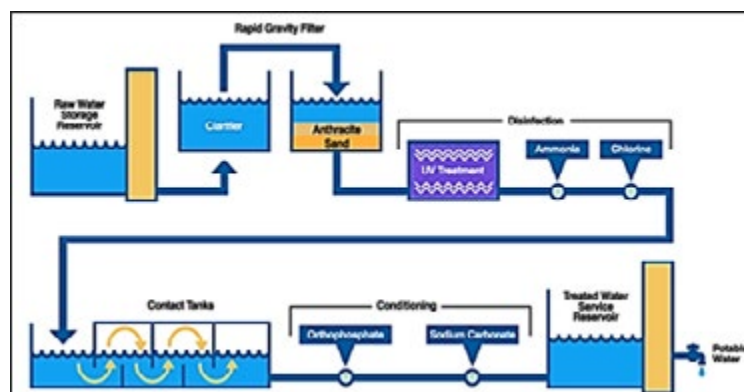 Rapid Gravity Filter
Raw Water
Storage
Reservoir
Clarifier
Anthracite
Sand
Disinfection
UV Treatment
Ammonia
Chlorine
Contact Tanks
Conditioning
Orthophosphate
Sodium Carbonate
Treated Water
Service
Reservoir
Potable
Water